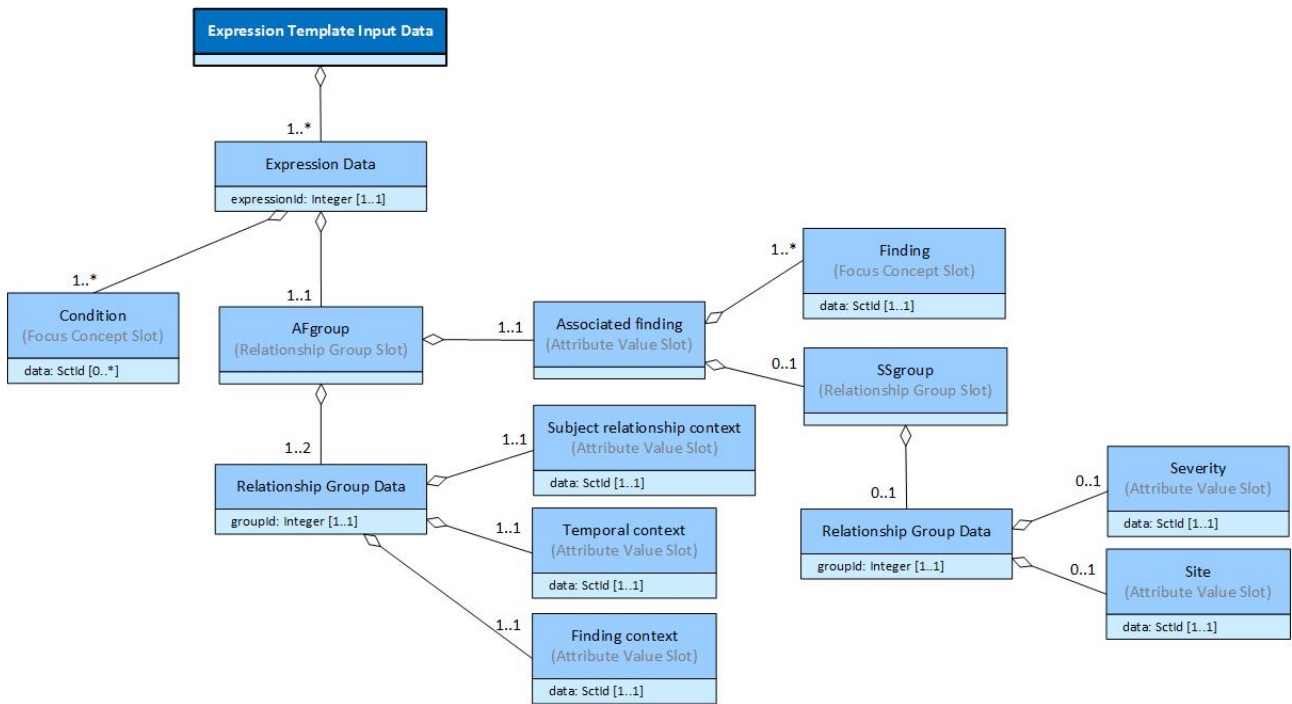 Expression Template Input Data
1..*
Expression Data
expressionId: Integer [1..1]
1..*
Condition
(Focus Concept Slot)
data: SctId [0..*]
1..1
AFgroup
(Relationship Group Slot)
1..1
Associated finding
(Attribute Value Slot)
1..*
Finding
(Focus Concept Slot)
data: SctId [1..1]
0..1
SSgroup
(Relationship Group Slot)
1..2
Relationship Group Data
groupId: Integer [1..1]
1..1
Subject relationship context
(Attribute Value Slot)
data: SctId [1..1]
1..1
Temporal context
(Attribute Value Slot)
data: SctId [1..1]
1..1
Finding context
(Attribute Value Slot)
data: SctId [1..1]
0..1
Relationship Group Data
groupId: Integer [1..1]
0..1
Severity
(Attribute Value Slot)
data: SctId [1..1]
0..1
Site
(Attribute Value Slot)
data: SctId [1..1]